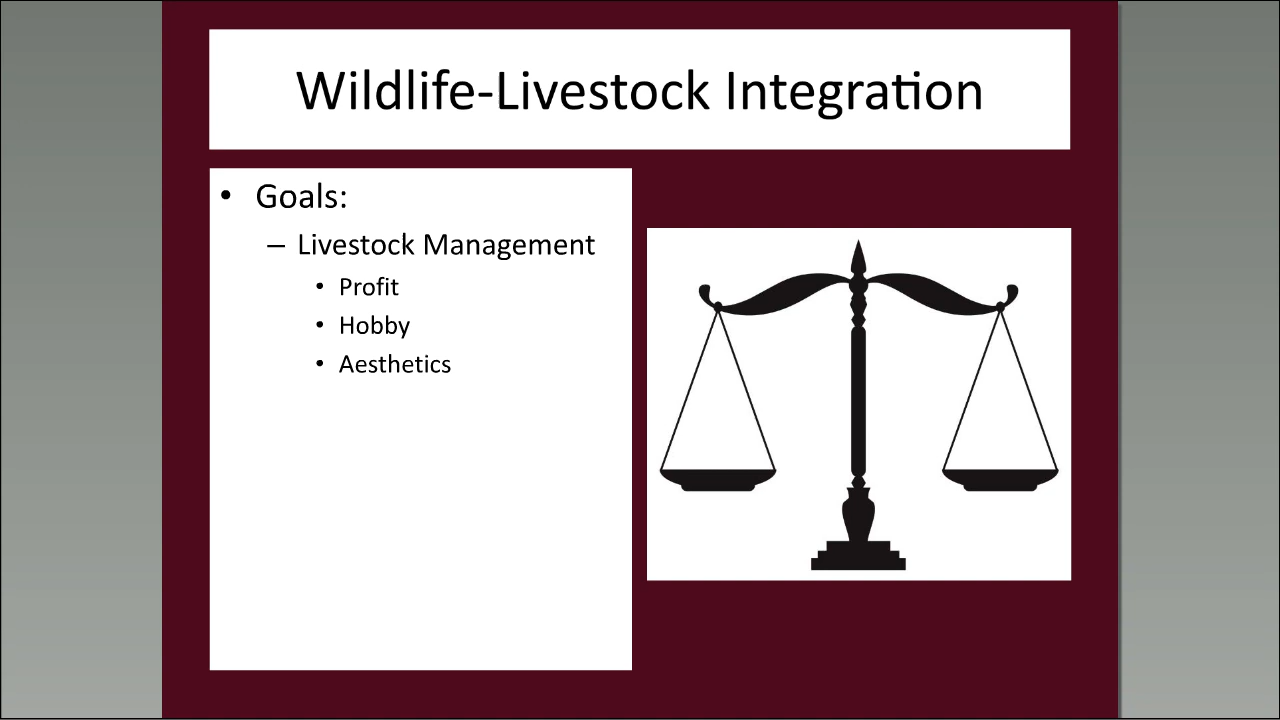 Wildlife-Livestock Integration
• Goals:
– Livestock Management
• Profit
• Hobby
• Aesthetics